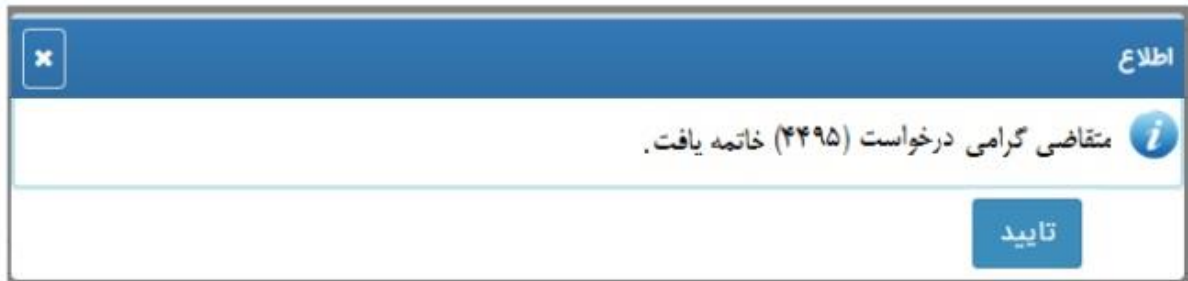 اطلاع
متقاضی گرامی درخواست (۴۴۹۵) خاتمه یافت.
تایید